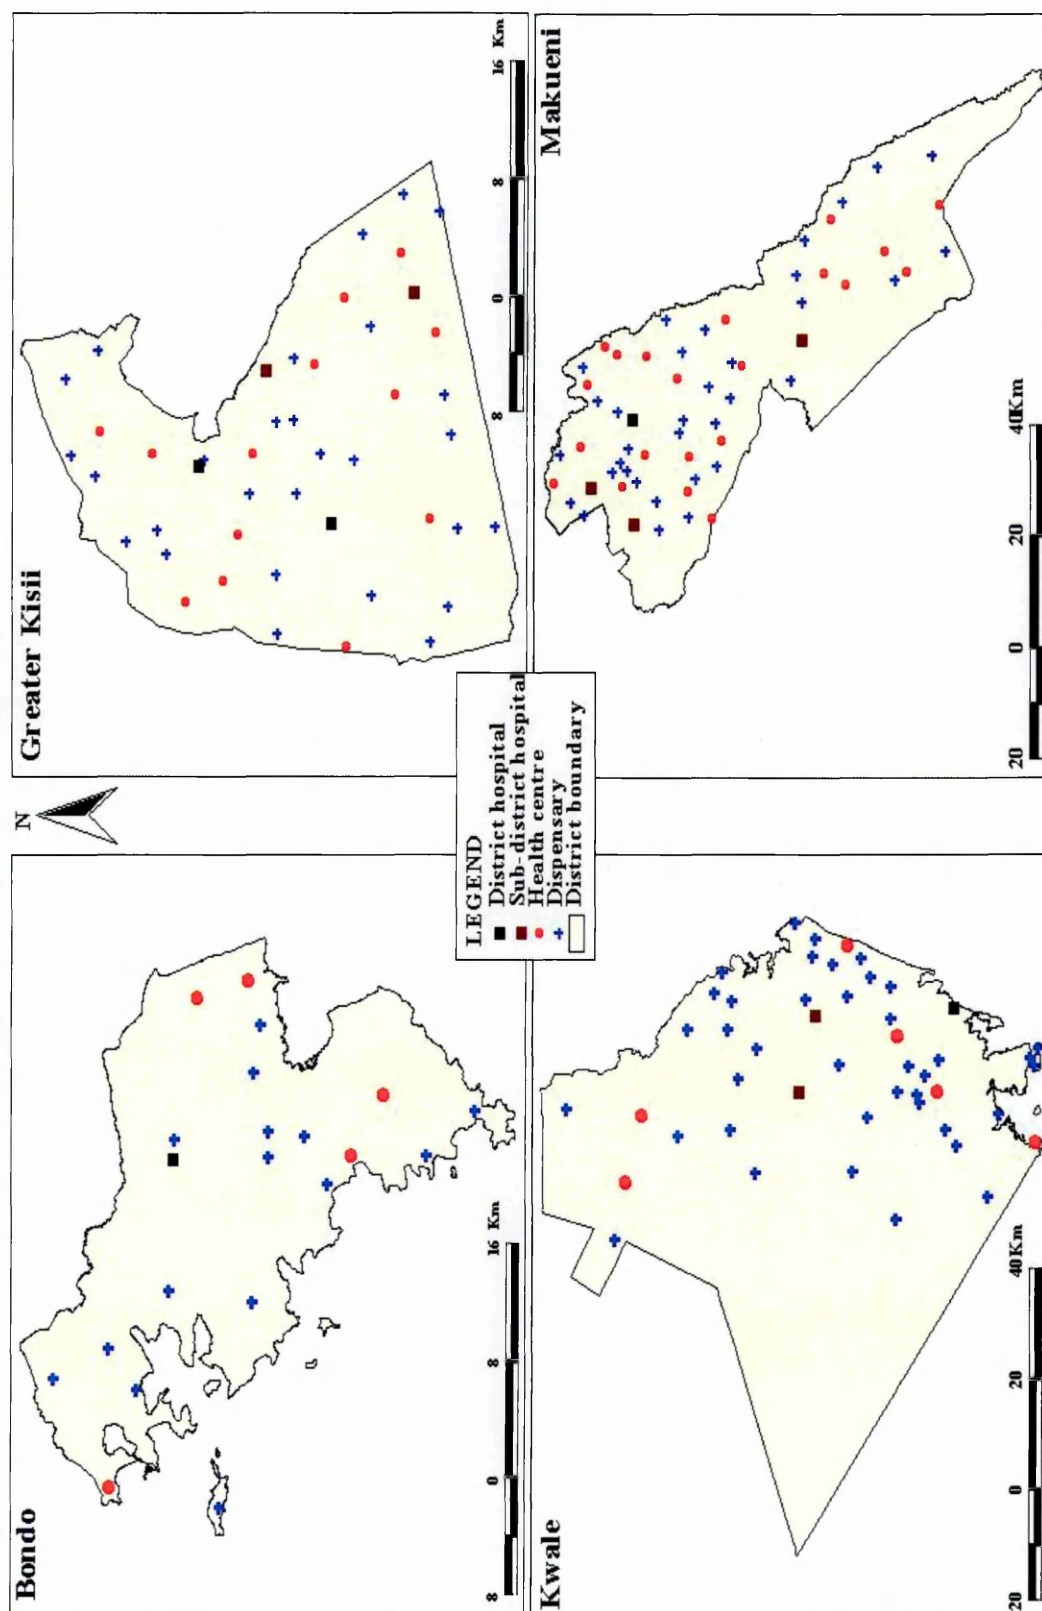 Bondo
8 0 8 16 Km
N
Greater Kisii
8 0 8 16 Km
LEGEND
District hospital
Sub-district hospital
Health centre
Dispensary
District boundary
Kwale
20 0 20 40Km
Makueni
20 0 20 40Km